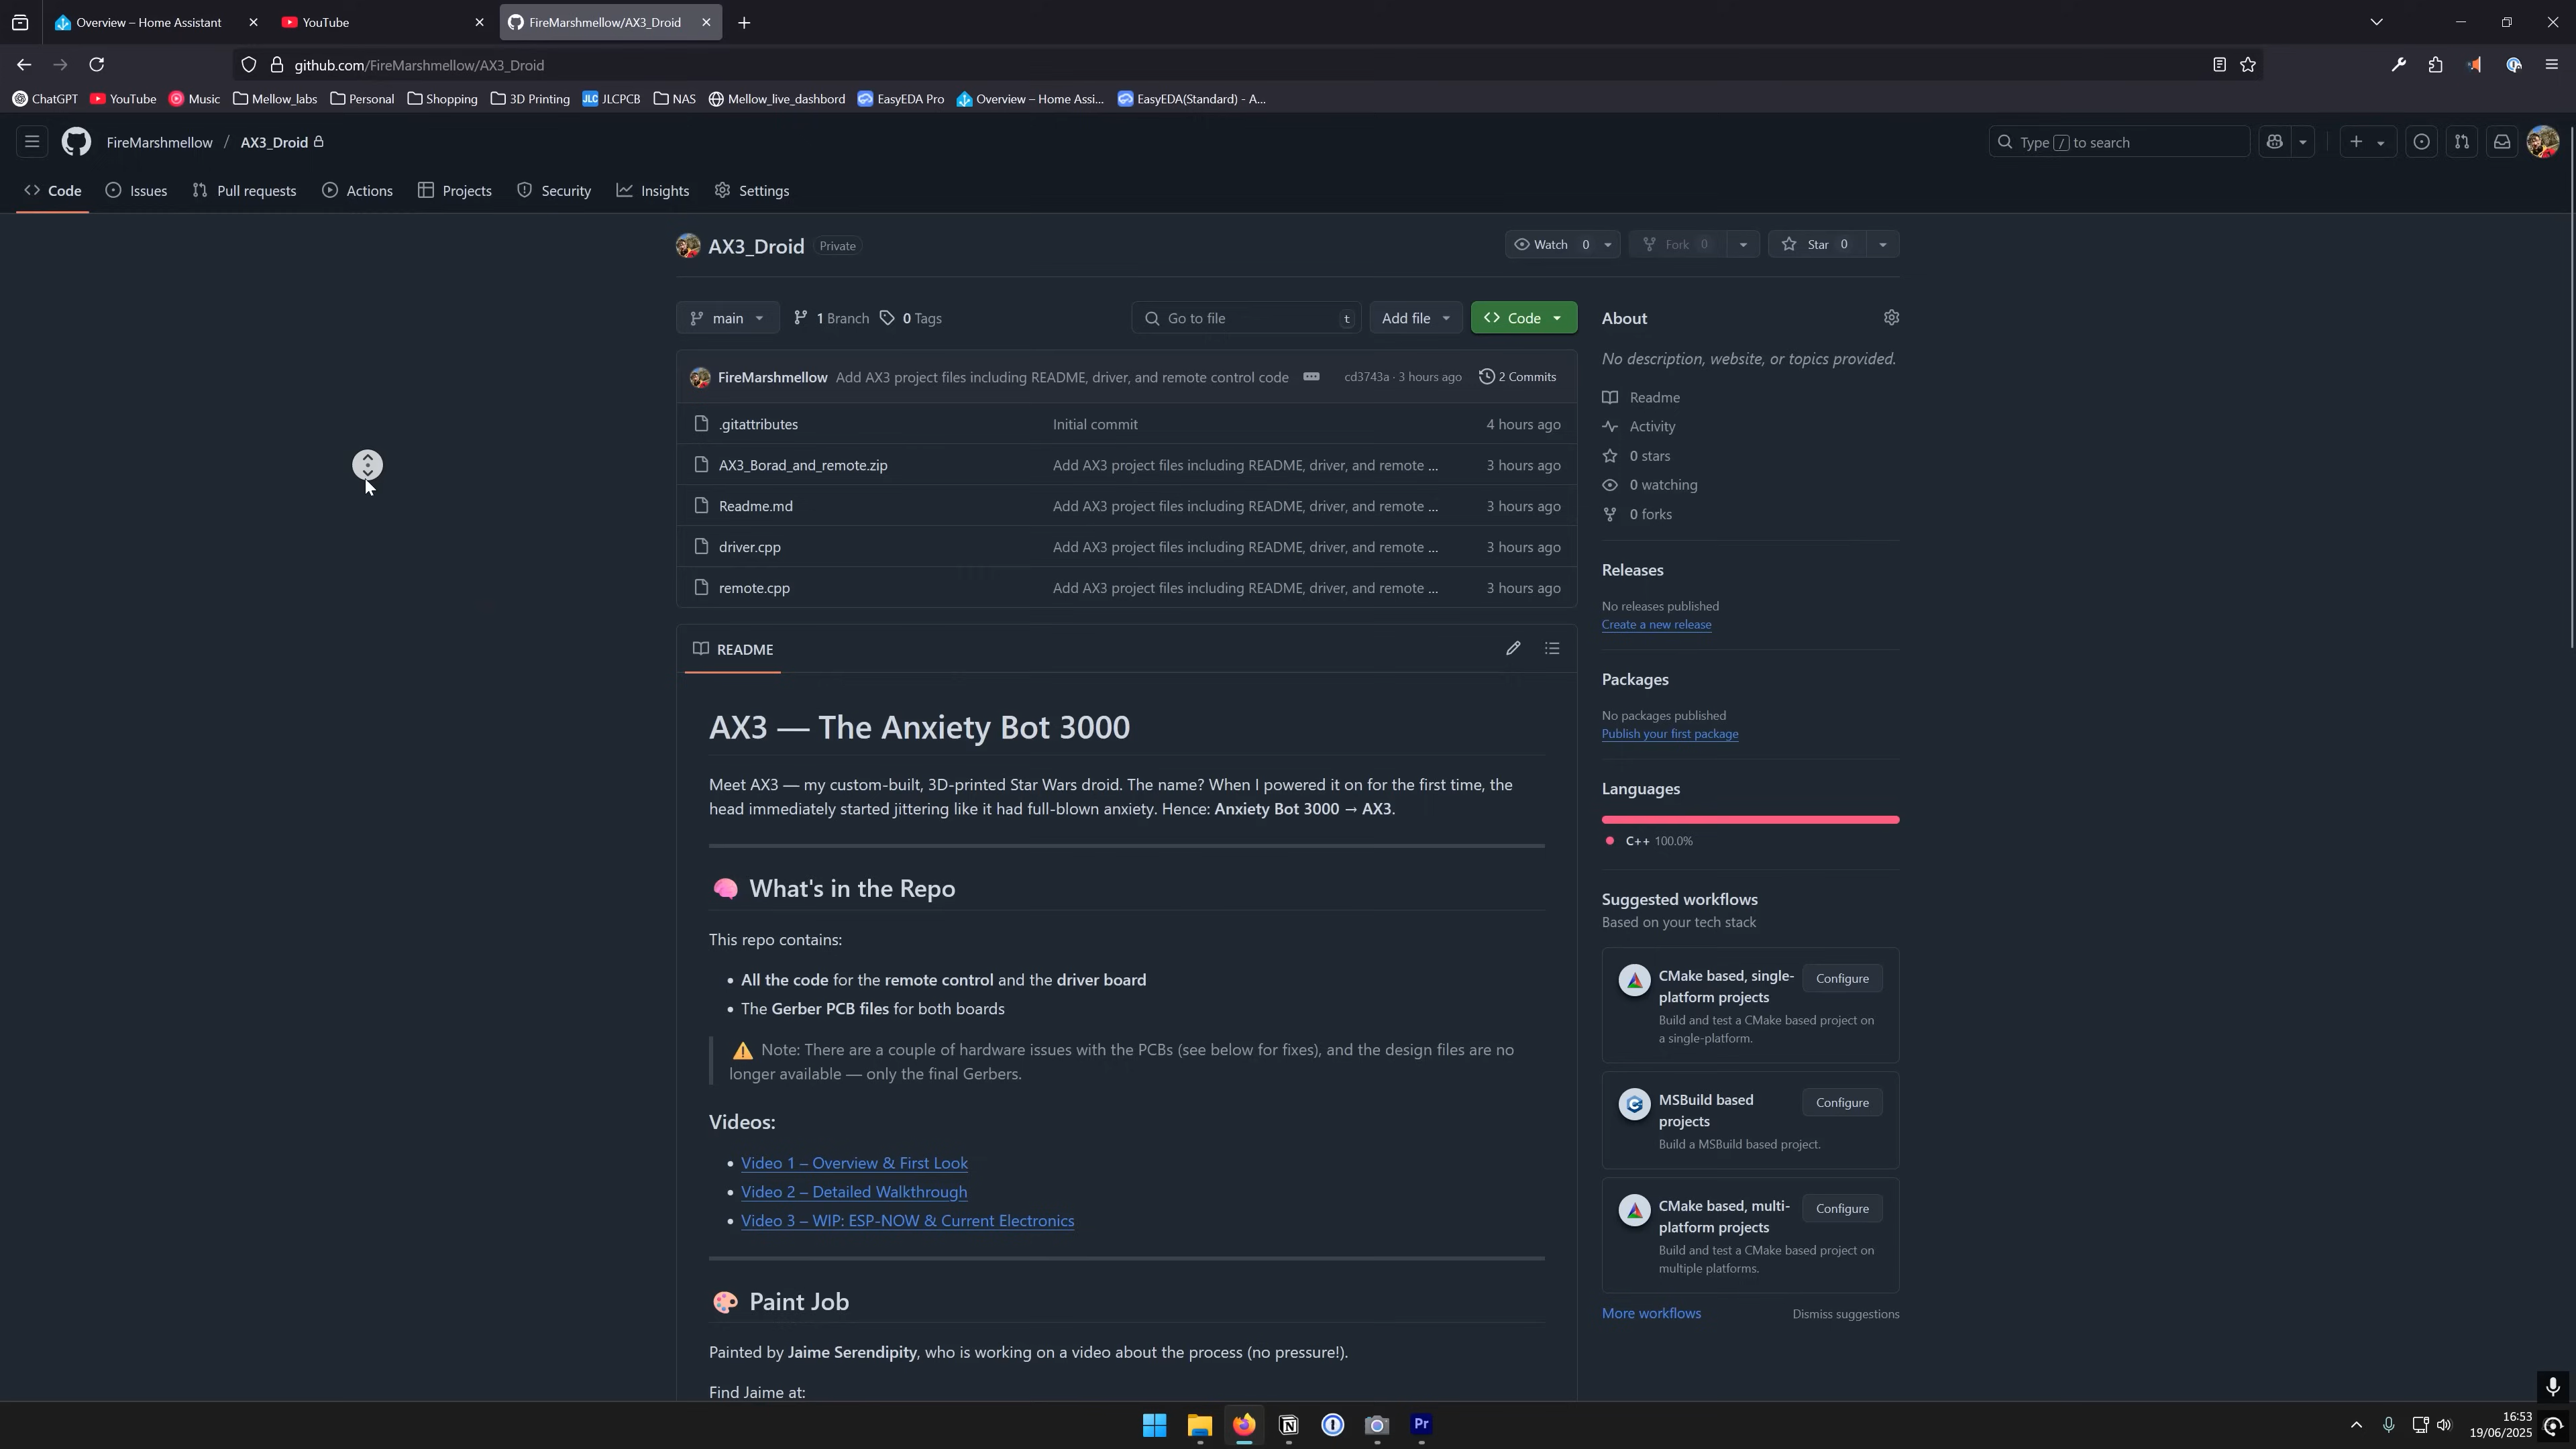 Overview – Home Assistant
YouTube
FireMarshmellow/AX3_Droid
github.com/FireMarshmellow/AX3_Droid
ChatGPT YouTube Music Mellow_labs Personal Shopping 3D Printing JLCPCB NAS Mellow_live_dashbord EasyEDA Pro Overview – Home Assi... EasyEDA(Standard) - A...
FireMarshmellow / AX3_Droid
Type / to search
Code Issues Pull requests Actions Projects Security Insights Settings
AX3_Droid Private
Watch 0 Fork 0 Star 0
main 1 Branch 0 Tags Go to file t Add file Code
FireMarshmellow Add AX3 project files including README, driver, and remote control code cd3743a · 3 hours ago 2 Commits
.gitattributes Initial commit 4 hours ago
AX3_Borad_and_remote.zip Add AX3 project files including README, driver, and remote ... 3 hours ago
Readme.md Add AX3 project files including README, driver, and remote ... 3 hours ago
driver.cpp Add AX3 project files including README, driver, and remote ... 3 hours ago
remote.cpp Add AX3 project files including README, driver, and remote ... 3 hours ago
README
AX3 — The Anxiety Bot 3000
Meet AX3 — my custom-built, 3D-printed Star Wars droid. The name? When I powered it on for the first time, the
head immediately started jittering like it had full-blown anxiety. Hence: Anxiety Bot 3000 → AX3.
🧠 What's in the Repo
This repo contains:
• All the code for the remote control and the driver board
• The Gerber PCB files for both boards
⚠️ Note: There are a couple of hardware issues with the PCBs (see below for fixes), and the design files are no
longer available — only the final Gerbers.
Videos:
• Video 1 – Overview & First Look
• Video 2 – Detailed Walkthrough
• Video 3 – WIP: ESP-NOW & Current Electronics
🎨 Paint Job
Painted by Jaime Serendipity, who is working on a video about the process (no pressure!).
Find Jaime at:
About
No description, website, or topics provided.
Readme
Activity
0 stars
0 watching
0 forks
Releases
No releases published
Create a new release
Packages
No packages published
Publish your first package
Languages
C++ 100.0%
Suggested workflows
Based on your tech stack
CMake based, single-
platform projects
Configure
Build and test a CMake based project on
a single-platform.
MSBuild based
projects
Configure
Build a MSBuild based project.
CMake based, multi-
platform projects
Configure
Build and test a CMake based project on
multiple platforms.
More workflows Dismiss suggestions
Pr
16:53
19/06/2025